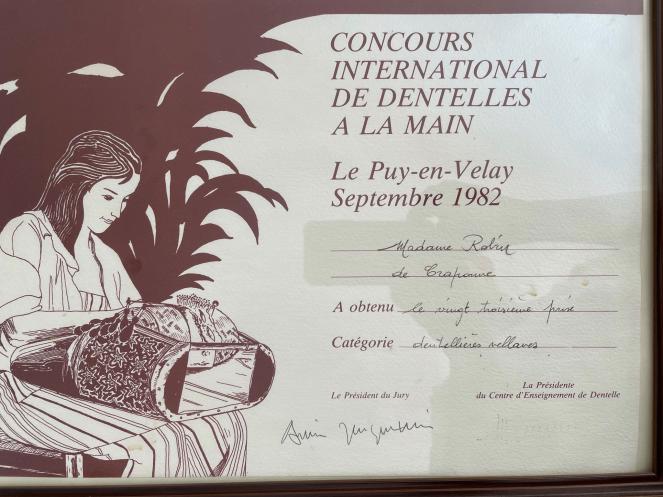 CONCOURS
INTERNATIONAL
DE DENTELLES
A LA MAIN
Le Puy-en-Velay
Septembre 1982
Madame
de Craponne
A obtenu le vingt troisième prix
Catégorie dentellières vellaves
Le Président du Jury
La Présidente
du Centre d'Enseignement de Dentelle